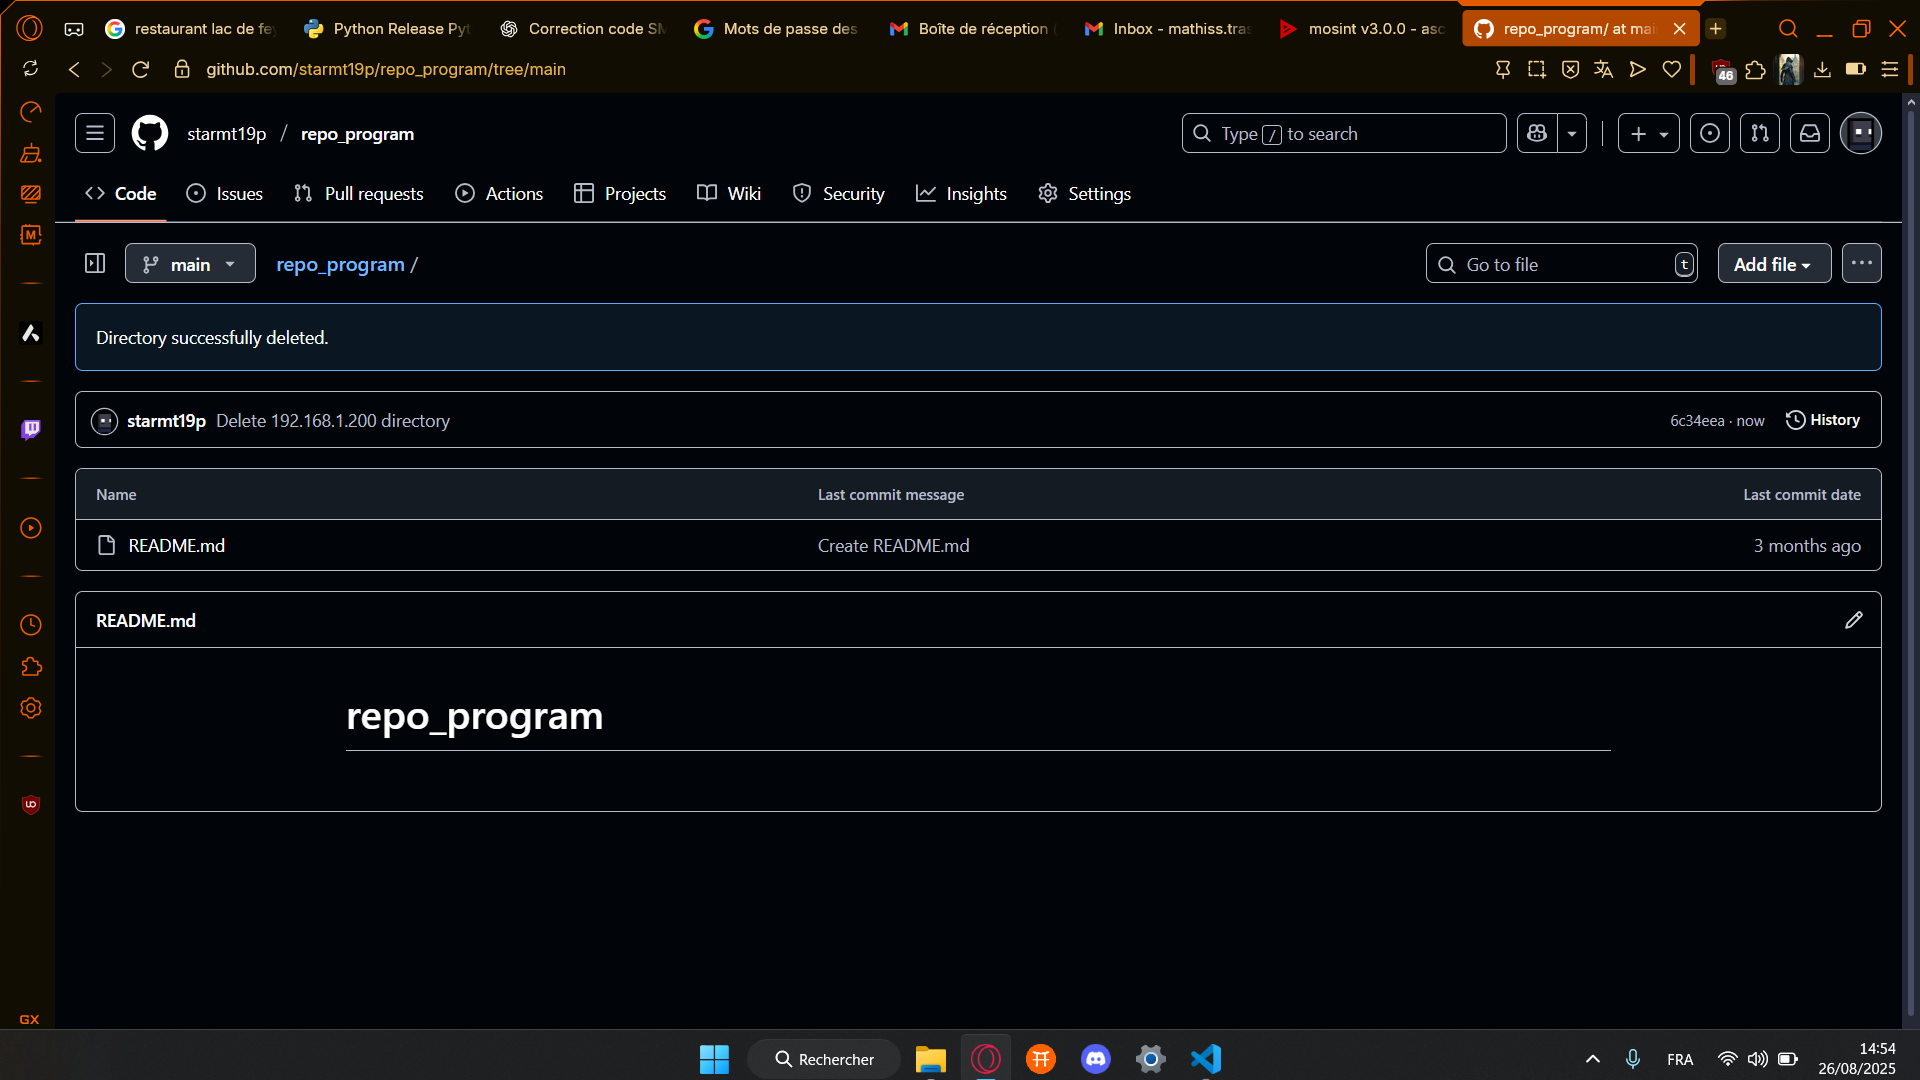 restaurant lac de fey
Python Release Pyt
Correction code SM
Mots de passe des
Boîte de réception (
Inbox - mathiss.tras
mosint v3.0.0 - asc
repo_program/ at mai
github.com/starmt19p/repo_program/tree/main
46
starmt19p / repo_program
Type / to search
Code
Issues
Pull requests
Actions
Projects
Wiki
Security
Insights
Settings
M
main
repo_program /
Go to file
t
Add file
Directory successfully deleted.
starmt19p Delete 192.168.1.200 directory
6c34eea · now
History
Name
Last commit message
Last commit date
README.md
Create README.md
3 months ago
README.md
repo_program
GX
Rechercher
FRA
14:54
26/08/2025